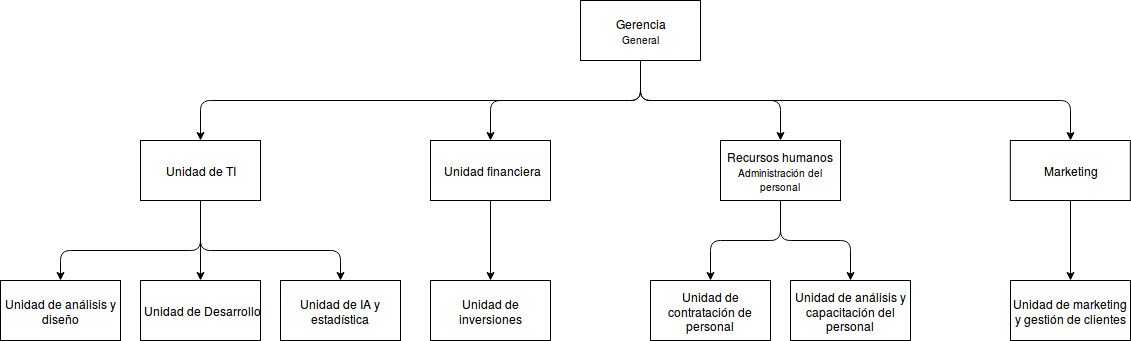 Gerencia
General
Unidad de TI
Unidad financiera
Recursos humanos
Administración del
personal
Marketing
Unidad de análisis y
diseño
Unidad de Desarrollo
Unidad de IA y
estadística
Unidad de
inversiones
Unidad de
contratación de
personal
Unidad de análisis y
capacitación del
personal
Unidad de marketing
y gestión de clientes